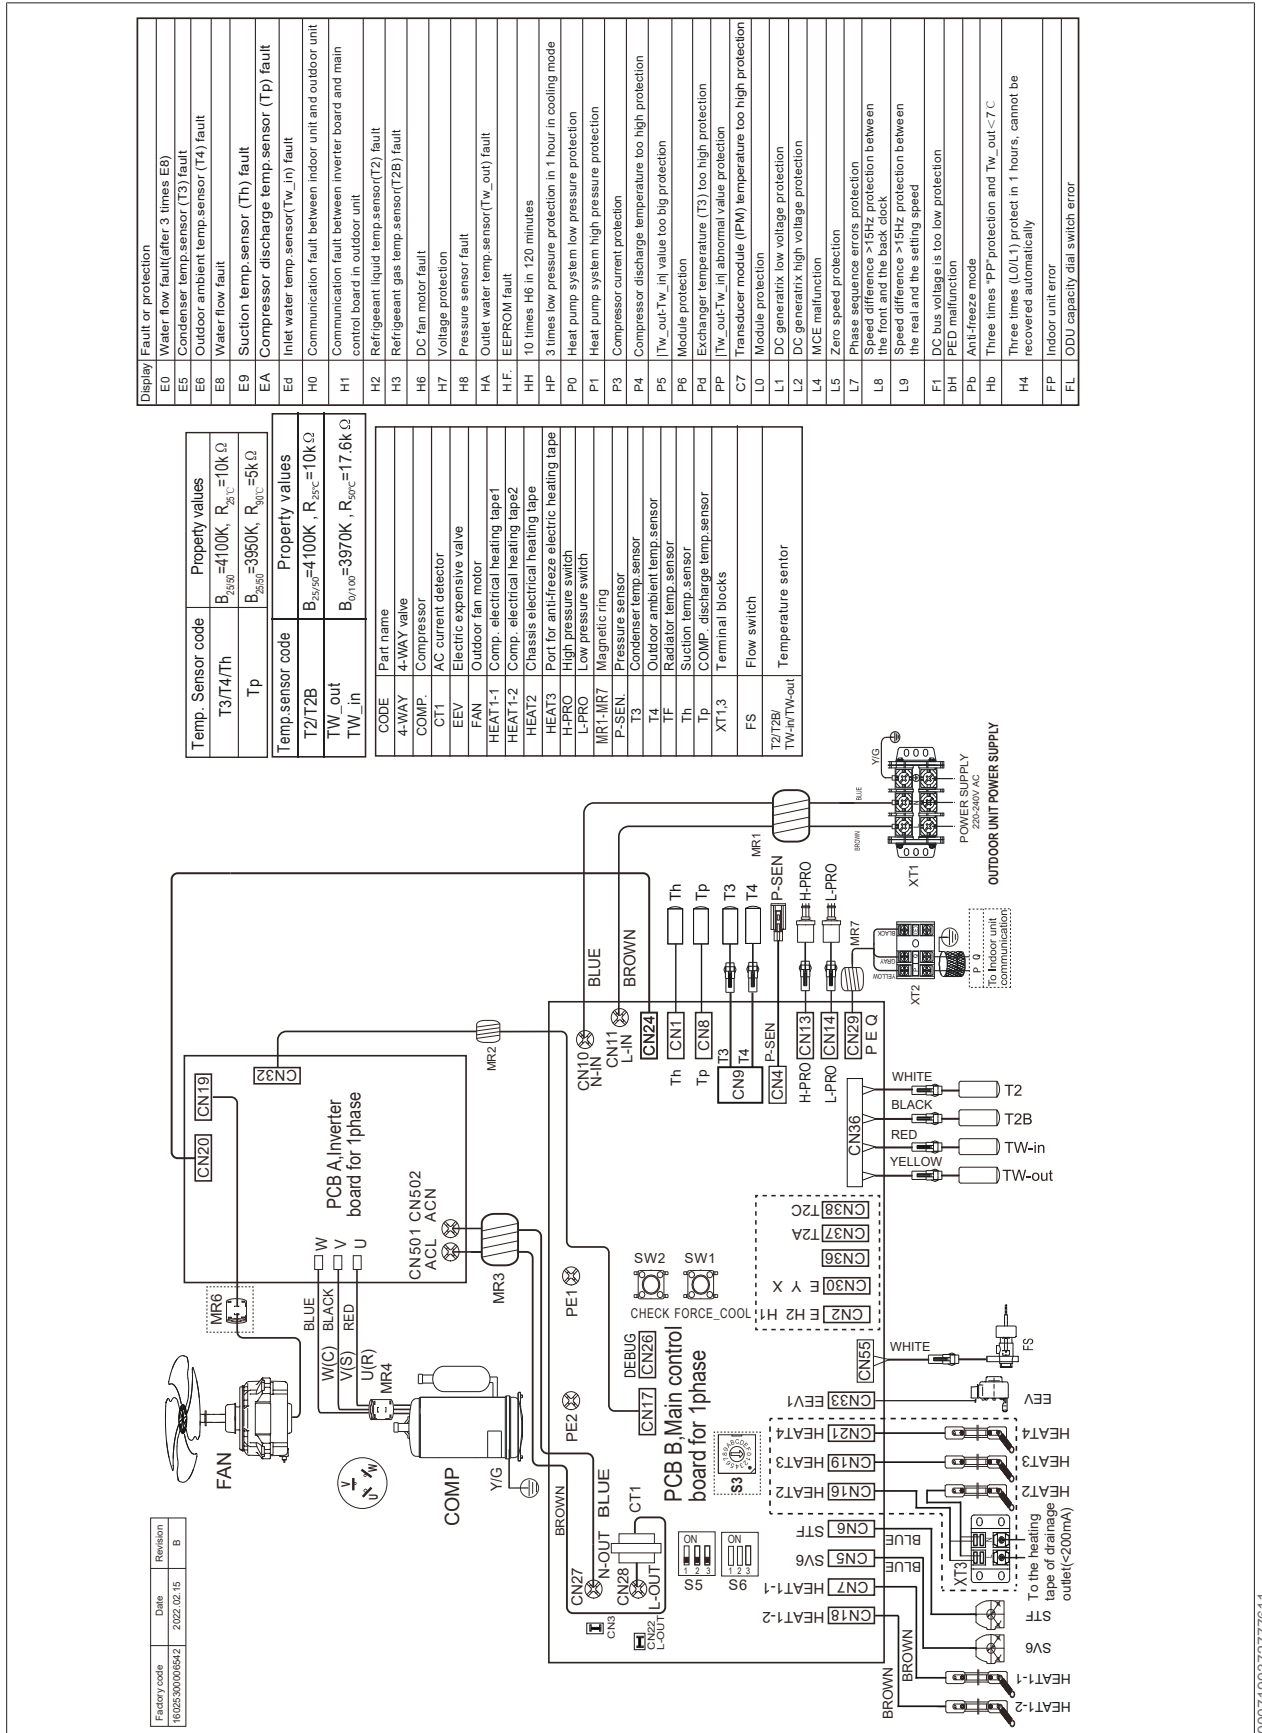 Display Fault or protection
E0 Water flow fault(after 3 times E8)
E5 Condenser temp.sensor (T3) fault
E6 Outdoor ambient temp.sensor (T4) fault
E8 Water flow fault
E9 Suction temp.sensor (Th) fault
EA Compressor discharge temp.sensor (Tp) fault
Ed Inlet water temp.sensor(Tw_in) fault
H0 Communication fault between indoor unit and outdoor unit
H1 Communication fault between inverter board and main
control board in outdoor unit
H2 Refrigeeant liquid temp.sensor(T2) fault
H3 Refrigeeant gas temp.sensor(T2B) fault
H6 DC fan motor fault
H7 Voltage protection
H8 Pressure sensor fault
HA Outlet water temp.sensor(Tw_out) fault
H.F. EEPROM fault
HH 10 times H6 in 120 minutes
HP 3 times low pressure protection in 1 hour in cooling mode
P0 Heat pump system low pressure protection
P1 Heat pump system high pressure protection
P3 Compressor current protection
P4 Compressor discharge temperature too high protection
P5 |Tw_out-Tw_in| value too big protection
P6 Module protection
Pd Exchanger temperature (T3) too high protection
PP |Tw_out-Tw_in| abnormal value protection
C7 Transducer module (IPM) temperature too high protection
L0 Module protection
L1 DC generatrix low voltage protection
L2 DC generatrix high voltage protection
L4 MCE malfunction
L5 Zero speed protection
L7 Phase sequence errors protection
L8 Speed difference >15Hz protection between
the front and the back clock
L9 Speed difference >15Hz protection between
the real and the setting speed
F1 DC bus voltage is too low protection
bH PED malfunction
Pb Anti-freeze mode
Hb Three times "PP"protection and Tw_out<7℃
H4 Three times (L0/L1) protect in 1 hours, cannot be
recovered automatically
FP Indoor unit error
FL ODU capacity dial switch error
Temp. Sensor code Property values
T3/T4/Th B25/50=4100K, R25℃=10kΩ
Tp B25/50=3950K, R90℃=5kΩ
Temp.sensor code Property values
T2/T2B B25/50=4100K , R25℃=10kΩ
TW_out
TW_in B0/100=3970K , R50℃=17.6kΩ
CODE Part name
4-WAY 4-WAY valve
COMP. Compressor
CT1 AC current detector
EEV Electric expensive valve
FAN Outdoor fan motor
HEAT1-1 Comp. electrical heating tape1
HEAT1-2 Comp. electrical heating tape2
HEAT2 Chassis electrical heating tape
HEAT3 Port for anti-freeze electric heating tape
H-PRO High pressure switch
L-PRO Low pressure switch
MR1-MR7 Magnetic ring
P-SEN. Pressure sensor
T3 Condenser temp.sensor
T4 Outdoor ambient temp.sensor
TF Radiator temp.sensor
Th Suction temp.sensor
Tp COMP. discharge temp.sensor
XT1,3 Terminal blocks
FS Flow switch
T2/T2B/
TW-in/TW-out Temperature sentor
Y/G
BLUE
BROWN
MR1
XT1
POWER SUPPLY
220-240V AC
OUTDOOR UNIT POWER SUPPLY
BLUE
BROWN
CN10
N-IN
CN11
L-IN
CN24
Th CN1 Th
Tp CN8 Tp
CN9 T3 T3
T4 T4
CN4 P-SEN P-SEN
H-PRO CN13 H-PRO
L-PRO CN14 L-PRO
CN29 P E Q
MR7
BLACK
GRAY
YELLOW
XT2
P Q
To Indoor unit
communication
CN36
WHITE T2
BLACK T2B
RED TW-in
YELLOW TW-out
CN20
CN19
CN32
MR2
PCB A,Inverter
board for 1phase
W
V
U
CN501 CN502
ACL ACN
MR3
MR6
BLUE
BLACK
RED
W(C)
V(S)
U(R)
MR4
FAN
V
U
W
COMP
Y/G
BROWN
BLUE
PE1
PE2
SW2 SW1
CHECK FORCE_COOL
DEBUG
CN26
CN17
PCB B,Main control
board for 1phase
S3
T2C CN38
T2A CN37
CN36
X Y E CN30
H1 H2 E CN2
CN27
N-OUT
CN28
L-OUT
CT1
CN3
CN22
L-OUT
ON
1 2 3
S5
ON
1 2 3
S6
CN55
WHITE
FS
EEV1 CN33 EEV
HEAT4 CN21 HEAT4
HEAT3 CN19 HEAT3
HEAT2 CN16 HEAT2
STF CN6 BLUE
SV6 CN5 BLUE
HEAT1-1 CN7
HEAT1-2 CN18
BROWN
BROWN
XT3
To the heating
tape of drainage
outlet(<200mA)
STF
SV6
HEAT1-1
HEAT1-2
Factory code Date Revision
16025300006542 2022.02.15 B